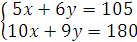 5x + 6y = 105
10x + 9y = 180